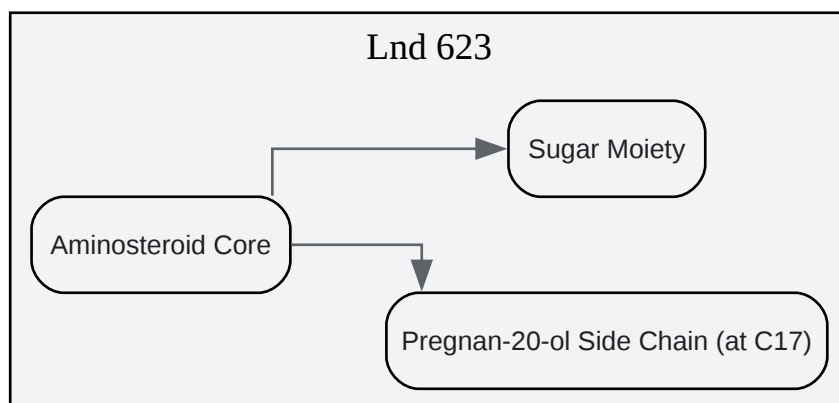 Lnd 623
Sugar Moiety
Aminosteroid Core
Pregnan-20-ol Side Chain (at C17)